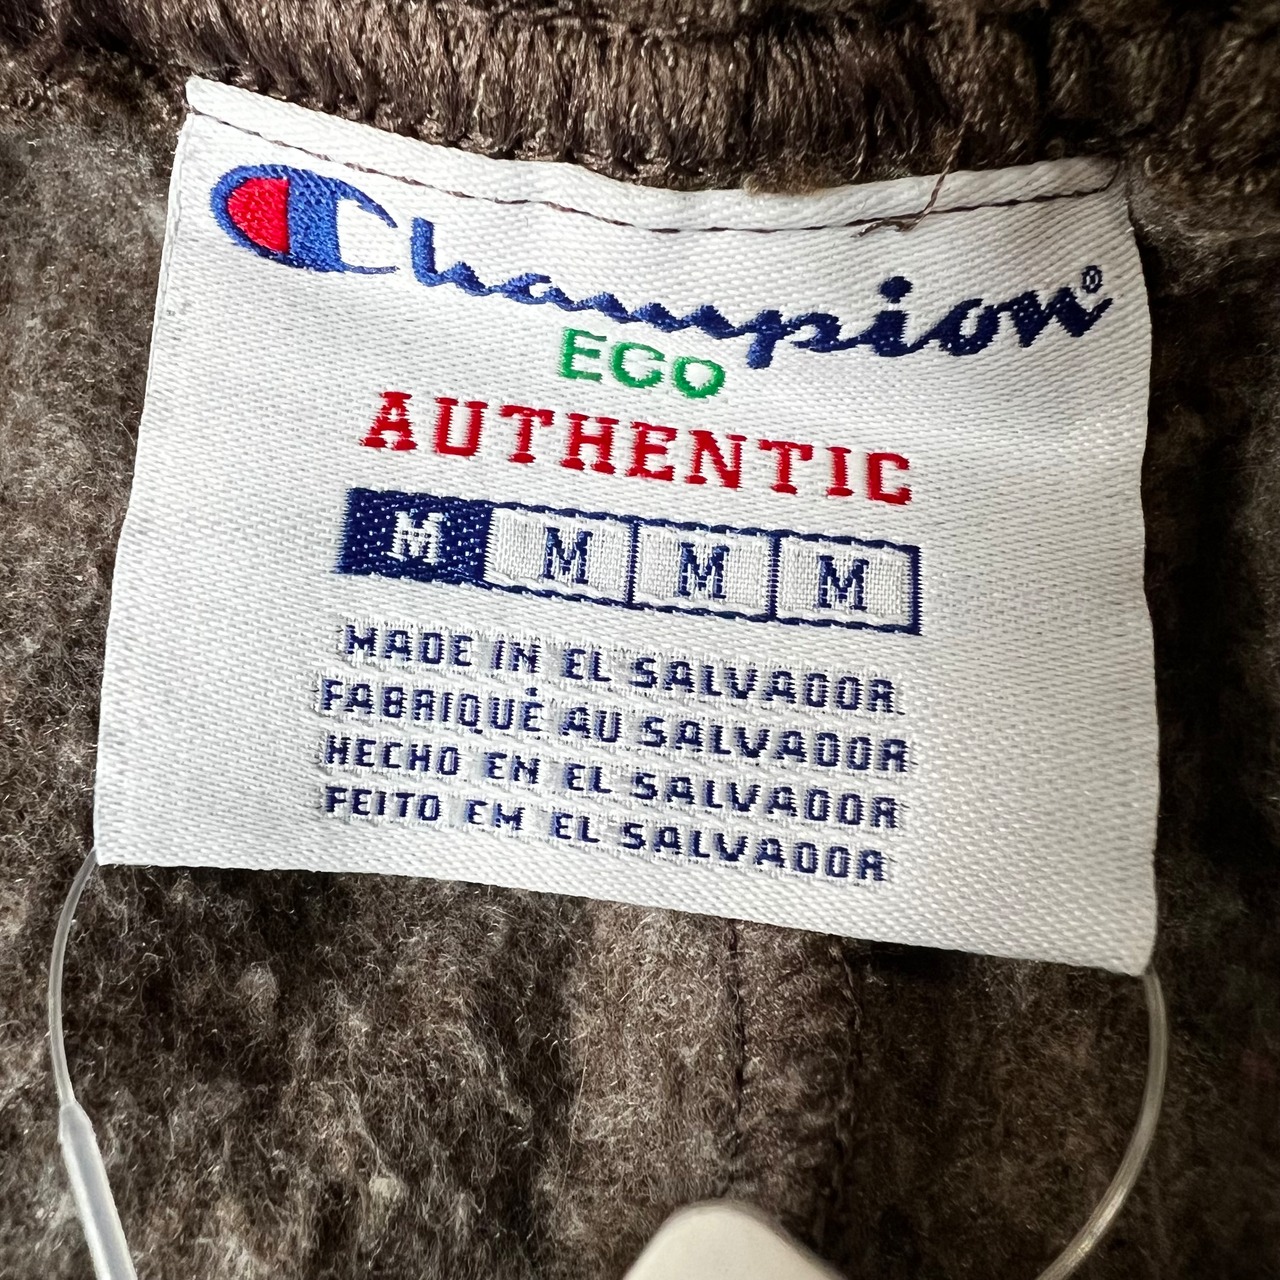 Champion®
ECO
AUTHENTIC
M M M M
MADE IN EL SALVADOR
FABRIQUÉ AU SALVADOR
HECHO EN EL SALVADOR
FEITO EM EL SALVADOR